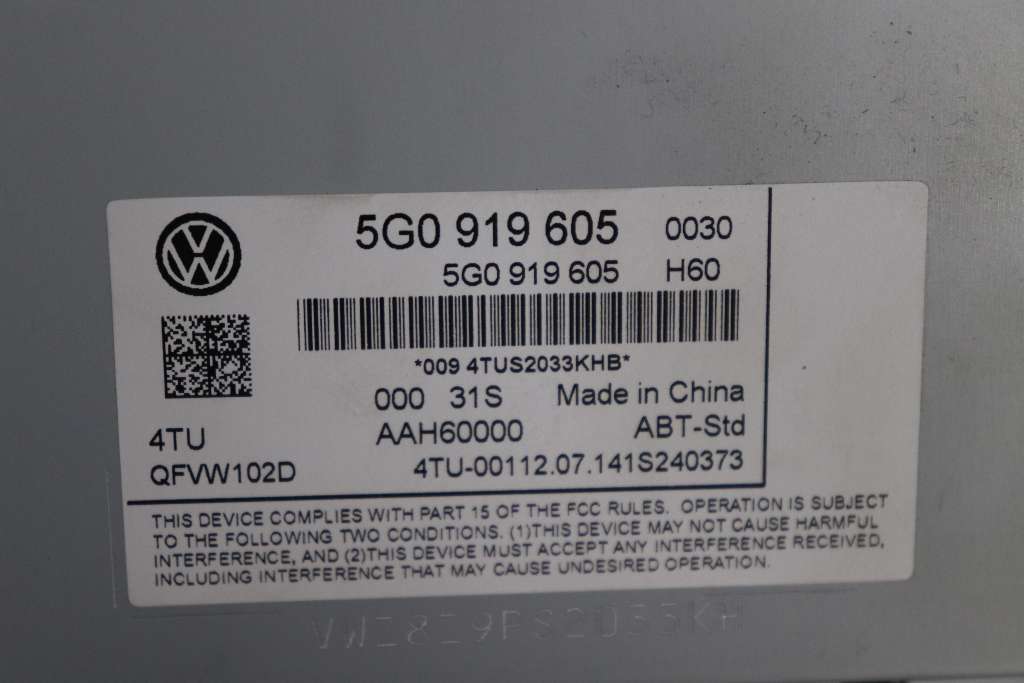 5G0 919 605 0030
5G0 919 605 H60
*009 4TUS2033KHB*
000 31S Made in China
4TU AAH60000 ABT-Std
QFVW102D 4TU-00112.07.141S240373
THIS DEVICE COMPLIES WITH PART 15 OF THE FCC RULES. OPERATION IS SUBJECT
TO THE FOLLOWING TWO CONDITIONS. (1)THIS DEVICE MAY NOT CAUSE HARMFUL
INTERFERENCE, AND (2)THIS DEVICE MUST ACCEPT ANY INTERFERENCE RECEIVED,
INCLUDING INTERFERENCE THAT MAY CAUSE UNDESIRED OPERATION.